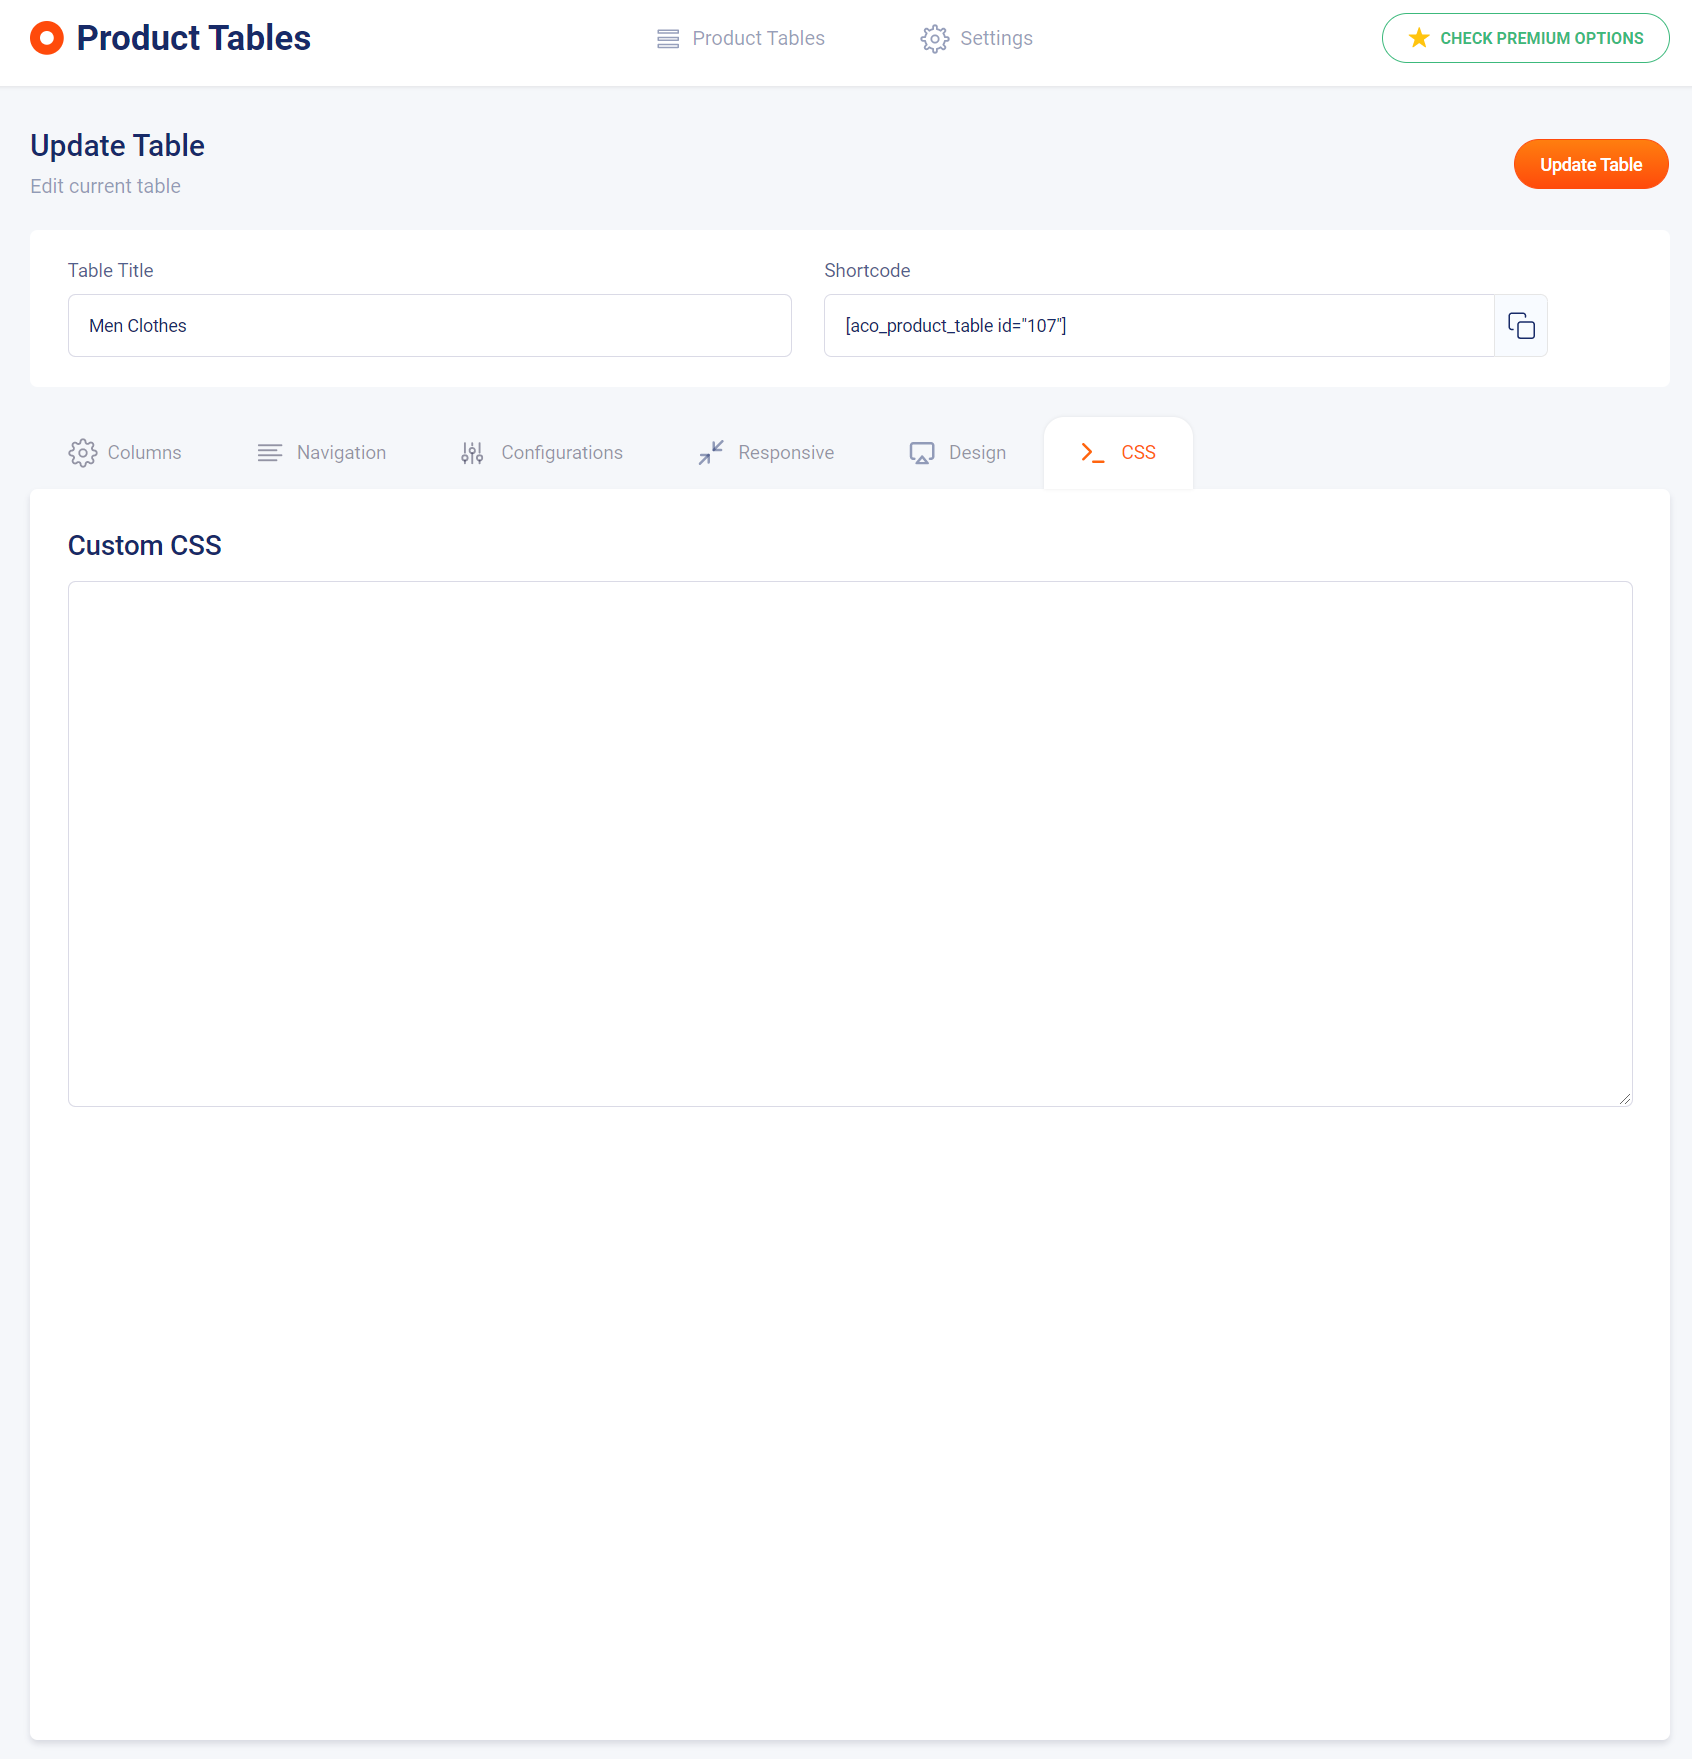 Product Tables
Product Tables
Settings
CHECK PREMIUM OPTIONS
Update Table
Edit current table
Update Table
Table Title
Shortcode
Men Clothes
[aco_product_table id="107"]
Columns
Navigation
Configurations
Responsive
Design
CSS
Custom CSS